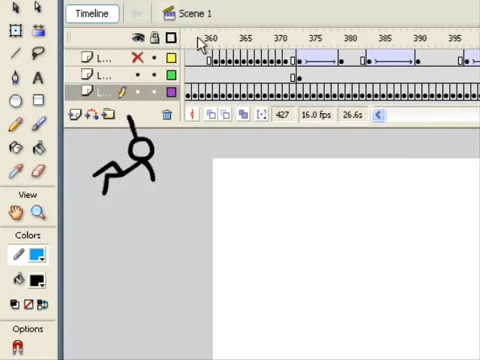 Timeline
Scene 1
360 365 370 375 380 385 390 395
L...
L...
L...
427 16.0 fps 26.6s
View
Colors
Options